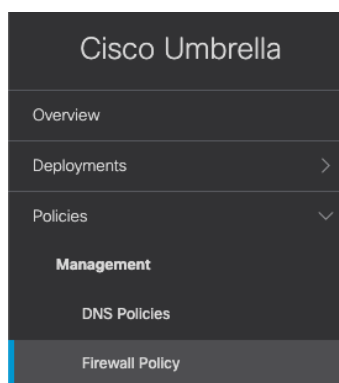 Cisco Umbrella
Overview
Deployments
Policies
Management
DNS Policies
Firewall Policy